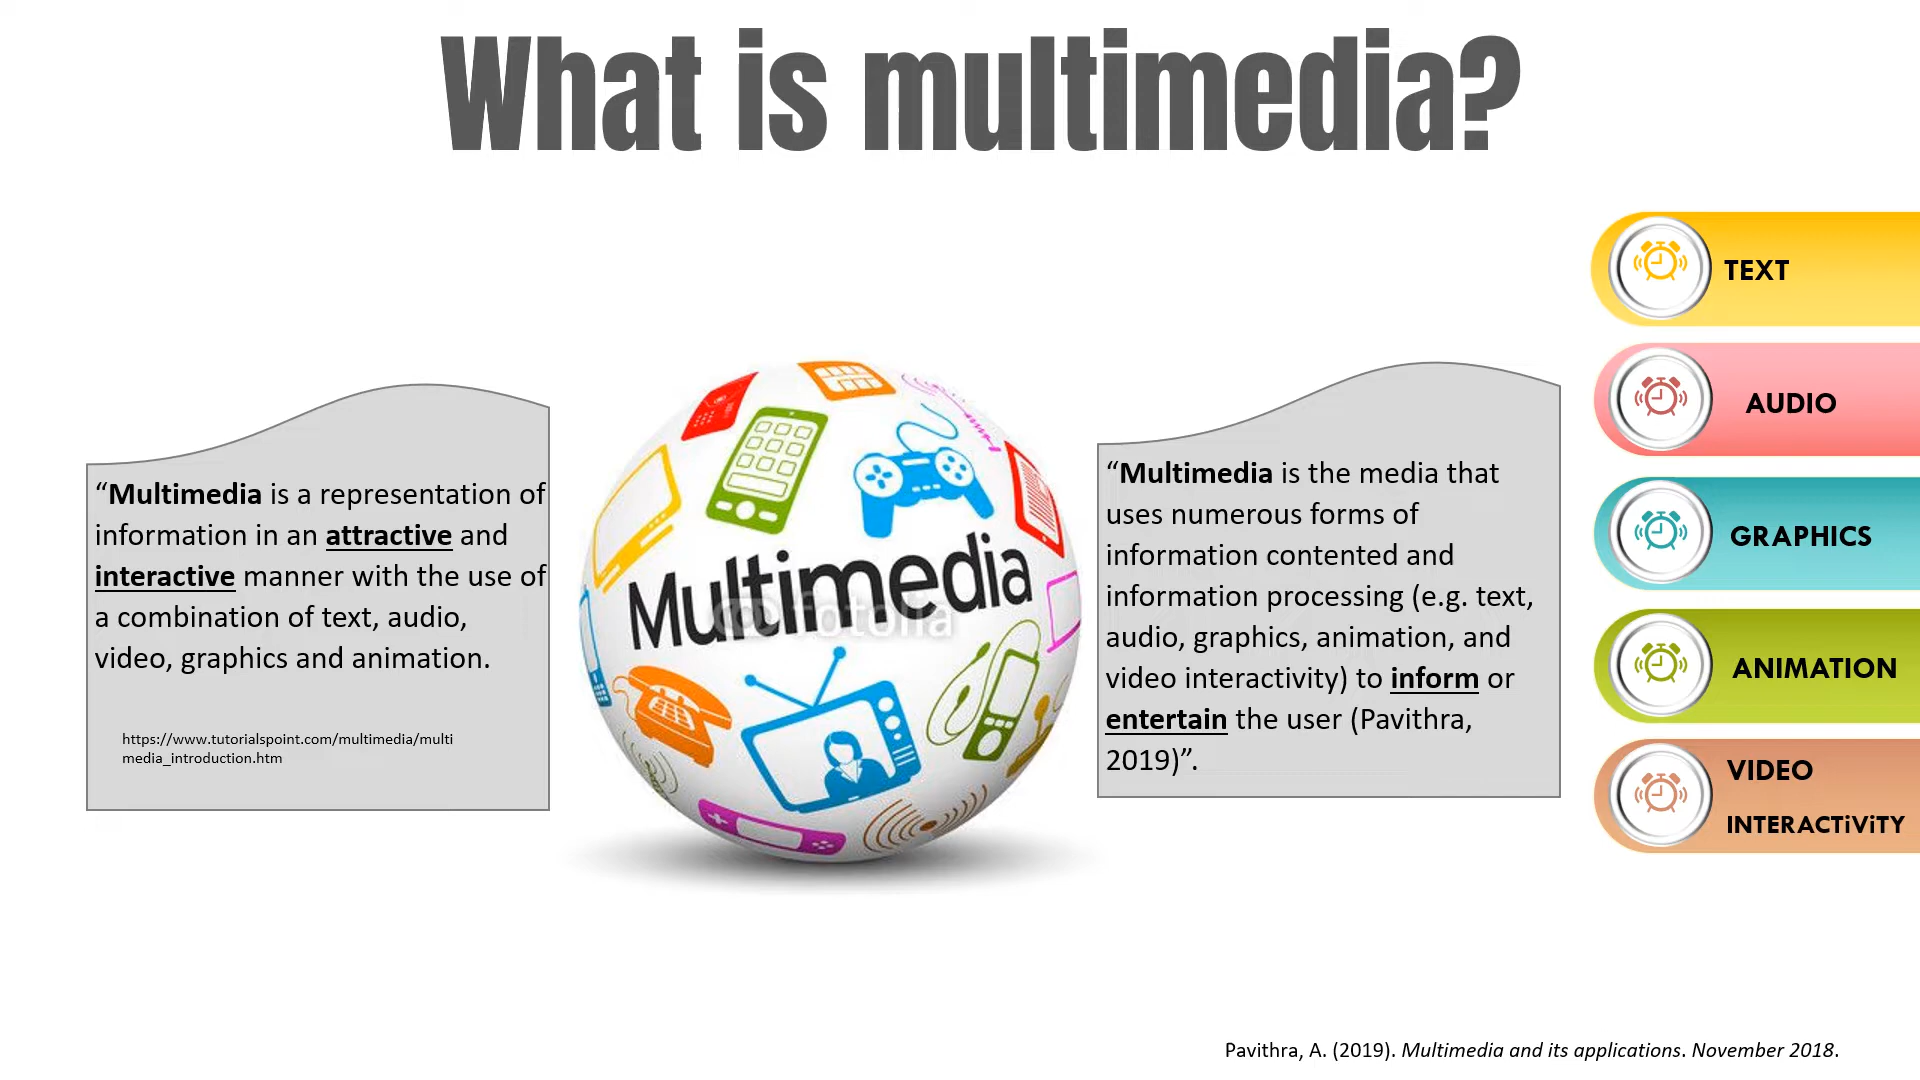 What is multimedia?
“Multimedia is a representation of
information in an attractive and
interactive manner with the use of
a combination of text, audio,
video, graphics and animation.
https://www.tutorialspoint.com/multimedia/multi
media_introduction.htm
Multimedia
fotolia
“Multimedia is the media that
uses numerous forms of
information contented and
information processing (e.g. text,
audio, graphics, animation, and
video interactivity) to inform or
entertain the user (Pavithra,
2019)”.
TEXT
AUDIO
GRAPHICS
ANIMATION
VIDEO
INTERACTiViTY
Pavithra, A. (2019). Multimedia and its applications. November 2018.